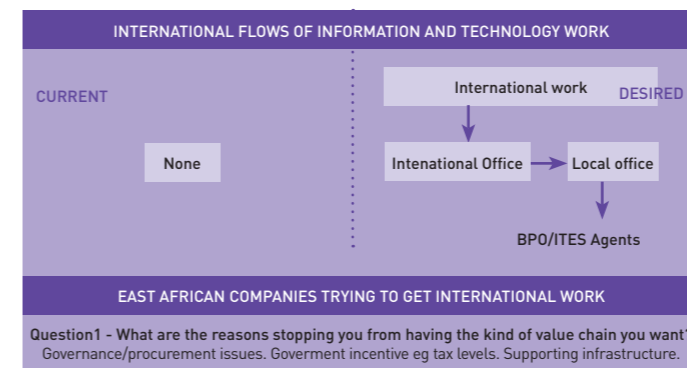 INTERNATIONAL FLOWS OF INFORMATION AND TECHNOLOGY WORK
CURRENT
None
International work
DESIRED
Intenational Office
Local office
BPO/ITES Agents
EAST AFRICAN COMPANIES TRYING TO GET INTERNATIONAL WORK
Question1 - What are the reasons stopping you from having the kind of value chain you want?
Governance/procurement issues. Goverment incentive eg tax levels. Supporting infrastructure.